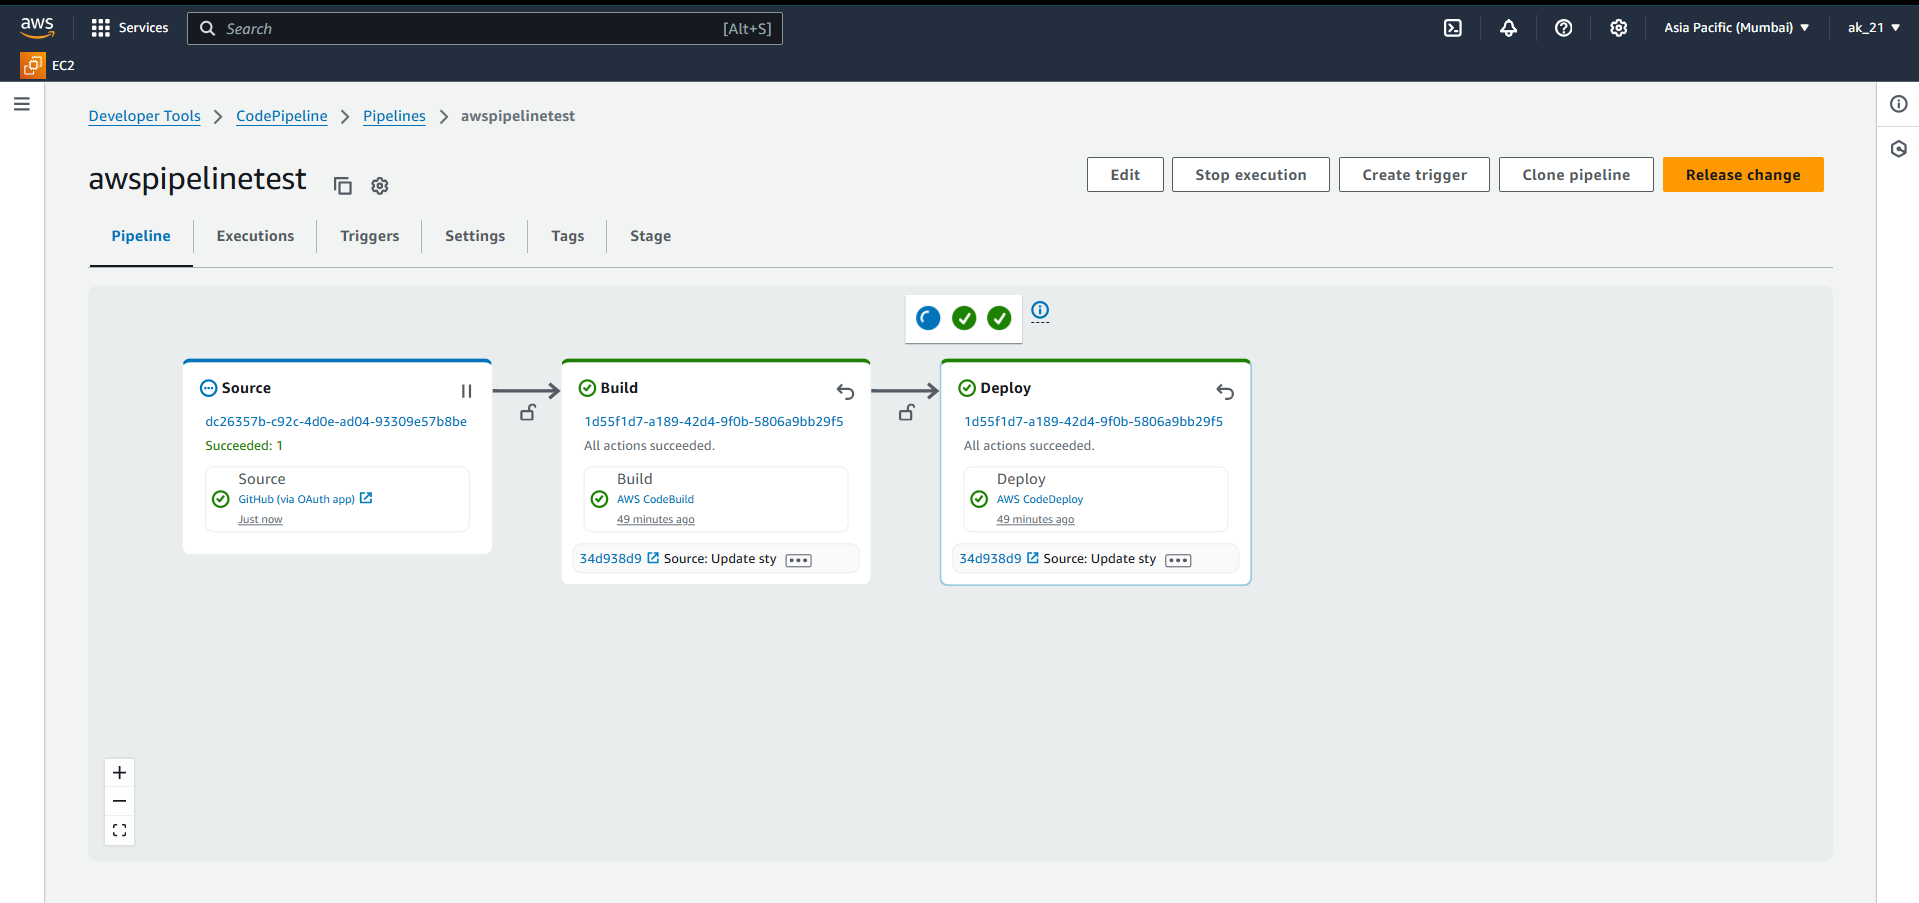 aws
Services
Search
[Alt+S]
Asia Pacific (Mumbai)
ak_21
EC2
Developer Tools
CodePipeline
Pipelines
awspipelinetest
awspipelinetest
Edit
Stop execution
Create trigger
Clone pipeline
Release change
Pipeline
Executions
Triggers
Settings
Tags
Stage
Source
dc26357b-c92c-4d0e-ad04-93309e57b8be
Succeeded: 1
Source
GitHub (via OAuth app)
Just now
Build
1d55f1d7-a189-42d4-9f0b-5806a9bb29f5
All actions succeeded.
Build
AWS CodeBuild
49 minutes ago
34d938d9 Source: Update sty
Deploy
1d55f1d7-a189-42d4-9f0b-5806a9bb29f5
All actions succeeded.
Deploy
AWS CodeDeploy
49 minutes ago
34d938d9 Source: Update sty